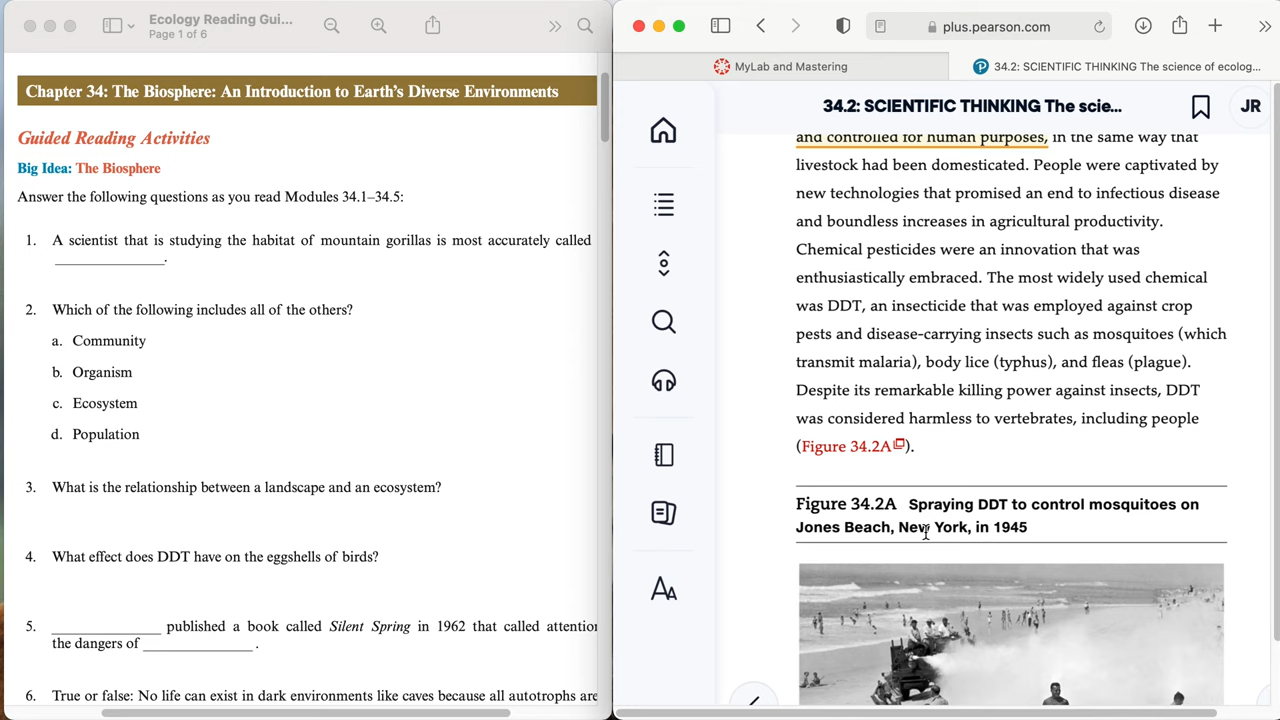 Ecology Reading Gui...
Page 1 of 6
Chapter 34: The Biosphere: An Introduction to Earth's Diverse Environments
Guided Reading Activities
Big Idea: The Biosphere
Answer the following questions as you read Modules 34.1–34.5:
1. A scientist that is studying the habitat of mountain gorillas is most accurately called
____________.
2. Which of the following includes all of the others?
a. Community
b. Organism
c. Ecosystem
d. Population
3. What is the relationship between a landscape and an ecosystem?
4. What effect does DDT have on the eggshells of birds?
5. ____________ published a book called Silent Spring in 1962 that called attention
the dangers of ____________.
6. True or false: No life can exist in dark environments like caves because all autotrophs are
plus.pearson.com
MyLab and Mastering
34.2: SCIENTIFIC THINKING The science of ecolog...
34.2: SCIENTIFIC THINKING The scie...
JR
and controlled for human purposes, in the same way that
livestock had been domesticated. People were captivated by
new technologies that promised an end to infectious disease
and boundless increases in agricultural productivity.
Chemical pesticides were an innovation that was
enthusiastically embraced. The most widely used chemical
was DDT, an insecticide that was employed against crop
pests and disease-carrying insects such as mosquitoes (which
transmit malaria), body lice (typhus), and fleas (plague).
Despite its remarkable killing power against insects, DDT
was considered harmless to vertebrates, including people
(Figure 34.2A).
Figure 34.2A Spraying DDT to control mosquitoes on
Jones Beach, New York, in 1945
AA